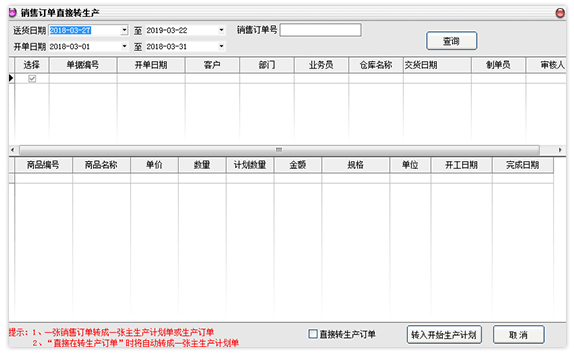 销售订单直接转生产
送货日期 2018-03-27 至 2019-03-22 销售订单号
查询
开单日期 2018-03-01 至 2018-03-31
选择 单据编号 开单日期 客户 部门 业务员 仓库名称 交货日期 制单员 审核人
商品编号 商品名称 单价 数量 计划数量 金额 规格 单位 开工日期 完成日期
提示: 1、一张销售订单转成一张主生产计划单或生产订单
2、“直接在转生产订单”时将自动转成一张主生产计划单
直接转生产订单 转入开始生产计划 取 消